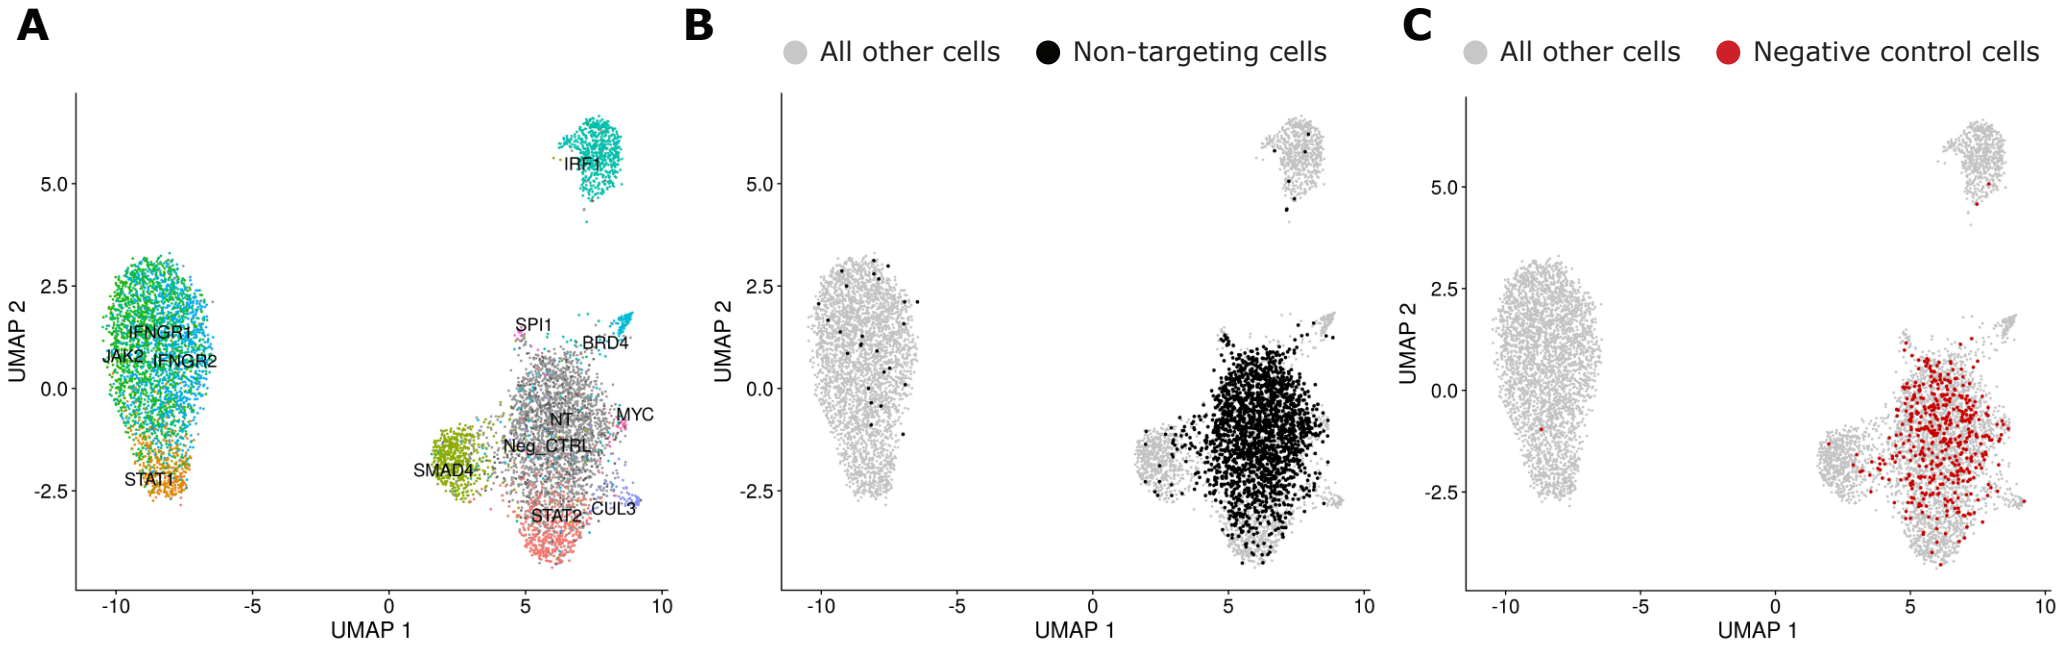 A
B
C
All other cells
Non-targeting cells
All other cells
Negative control cells
UMAP 2
5.0
2.5
0.0
-2.5
-10
-5
0
5
10
UMAP 1
IRF1
IFNGR1
JAK2
IFNGR2
STAT1
SPI1
BRD4
MYC
NT
Neg_CTRL
SMAD4
STAT2
CUL3
UMAP 2
5.0
2.5
0.0
-2.5
-10
-5
0
5
10
UMAP 1
UMAP 2
5.0
2.5
0.0
-2.5
-10
-5
0
5
10
UMAP 1